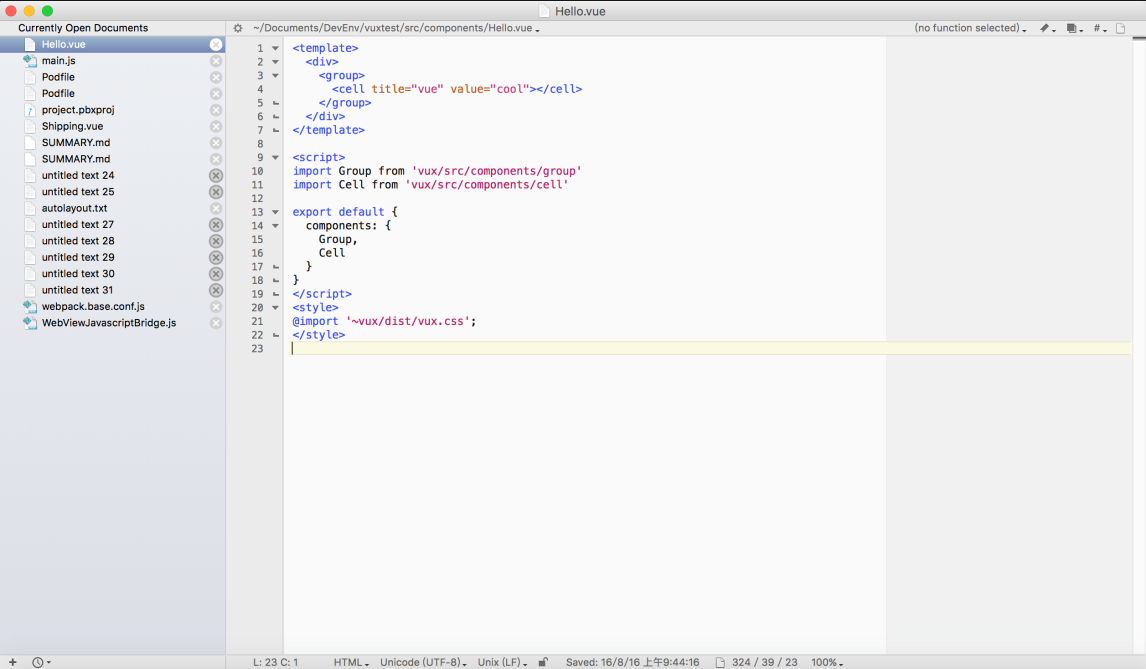 Hello.vue
Currently Open Documents
~/Documents/DevEnv/vuxtest/src/components/Hello.vue
(no function selected)
#
Hello.vue
main.js
Podfile
Podfile
project.pbxproj
Shipping.vue
SUMMARY.md
SUMMARY.md
untitled text 24
untitled text 25
autolayout.txt
untitled text 27
untitled text 28
untitled text 29
untitled text 30
untitled text 31
webpack.base.conf.js
WebViewJavascriptBridge.js
1 <template>
2 <div>
3 <group>
4 <cell title="vue" value="cool"></cell>
5 </group>
6 </div>
7 </template>
8
9 <script>
10 import Group from 'vux/src/components/group'
11 import Cell from 'vux/src/components/cell'
12
13 export default {
14 components: {
15 Group,
16 Cell
17 }
18 }
19 </script>
20 <style>
21 @import '~vux/dist/vux.css';
22 </style>
23
L: 23 C: 1
HTML
Unicode (UTF-8)
Unix (LF)
Saved: 16/8/16 上午9:44:16
324 / 39 / 23
100%